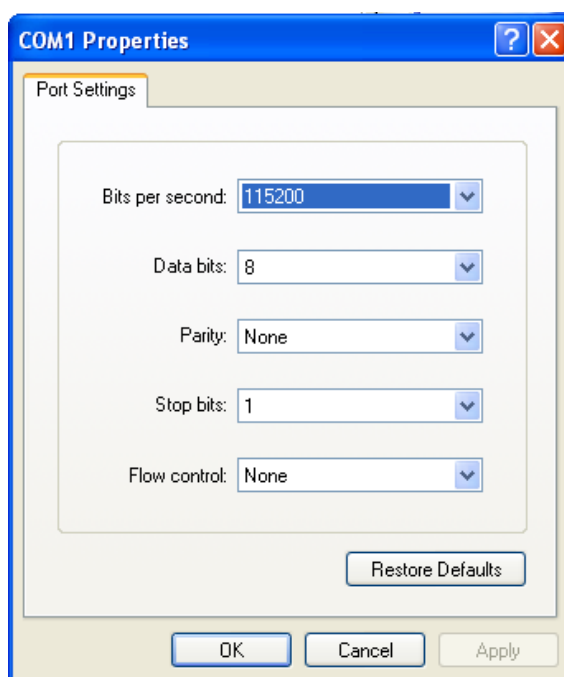 COM1 Properties
Port Settings
Bits per second: 115200
Data bits: 8
Parity: None
Stop bits: 1
Flow control: None
Restore Defaults
OK Cancel Apply